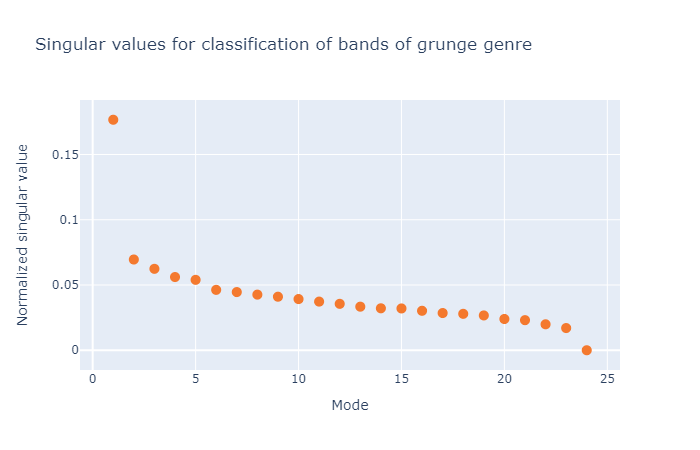 Singular values for classification of bands of grunge genre
Normalized singular value
0.15
0.1
0.05
0
0 5 10 15 20 25
Mode